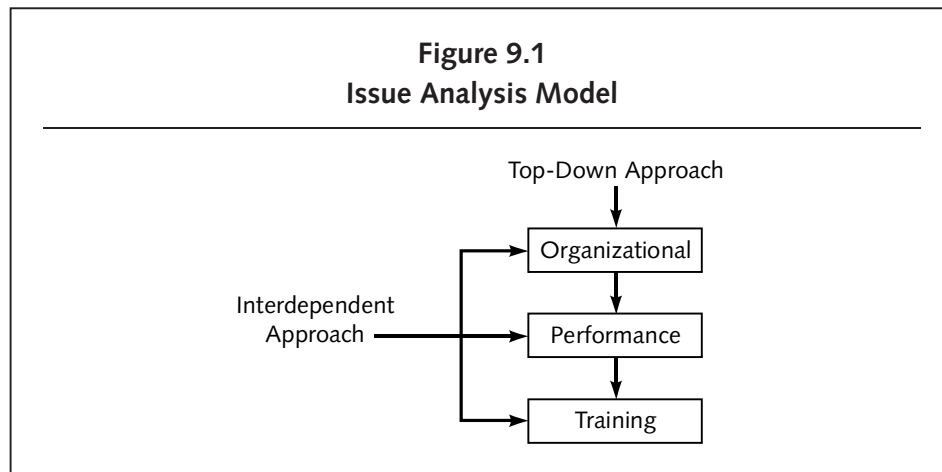 Figure 9.1
Issue Analysis Model
Top-Down Approach
Organizational
Interdependent
Approach
Performance
Training